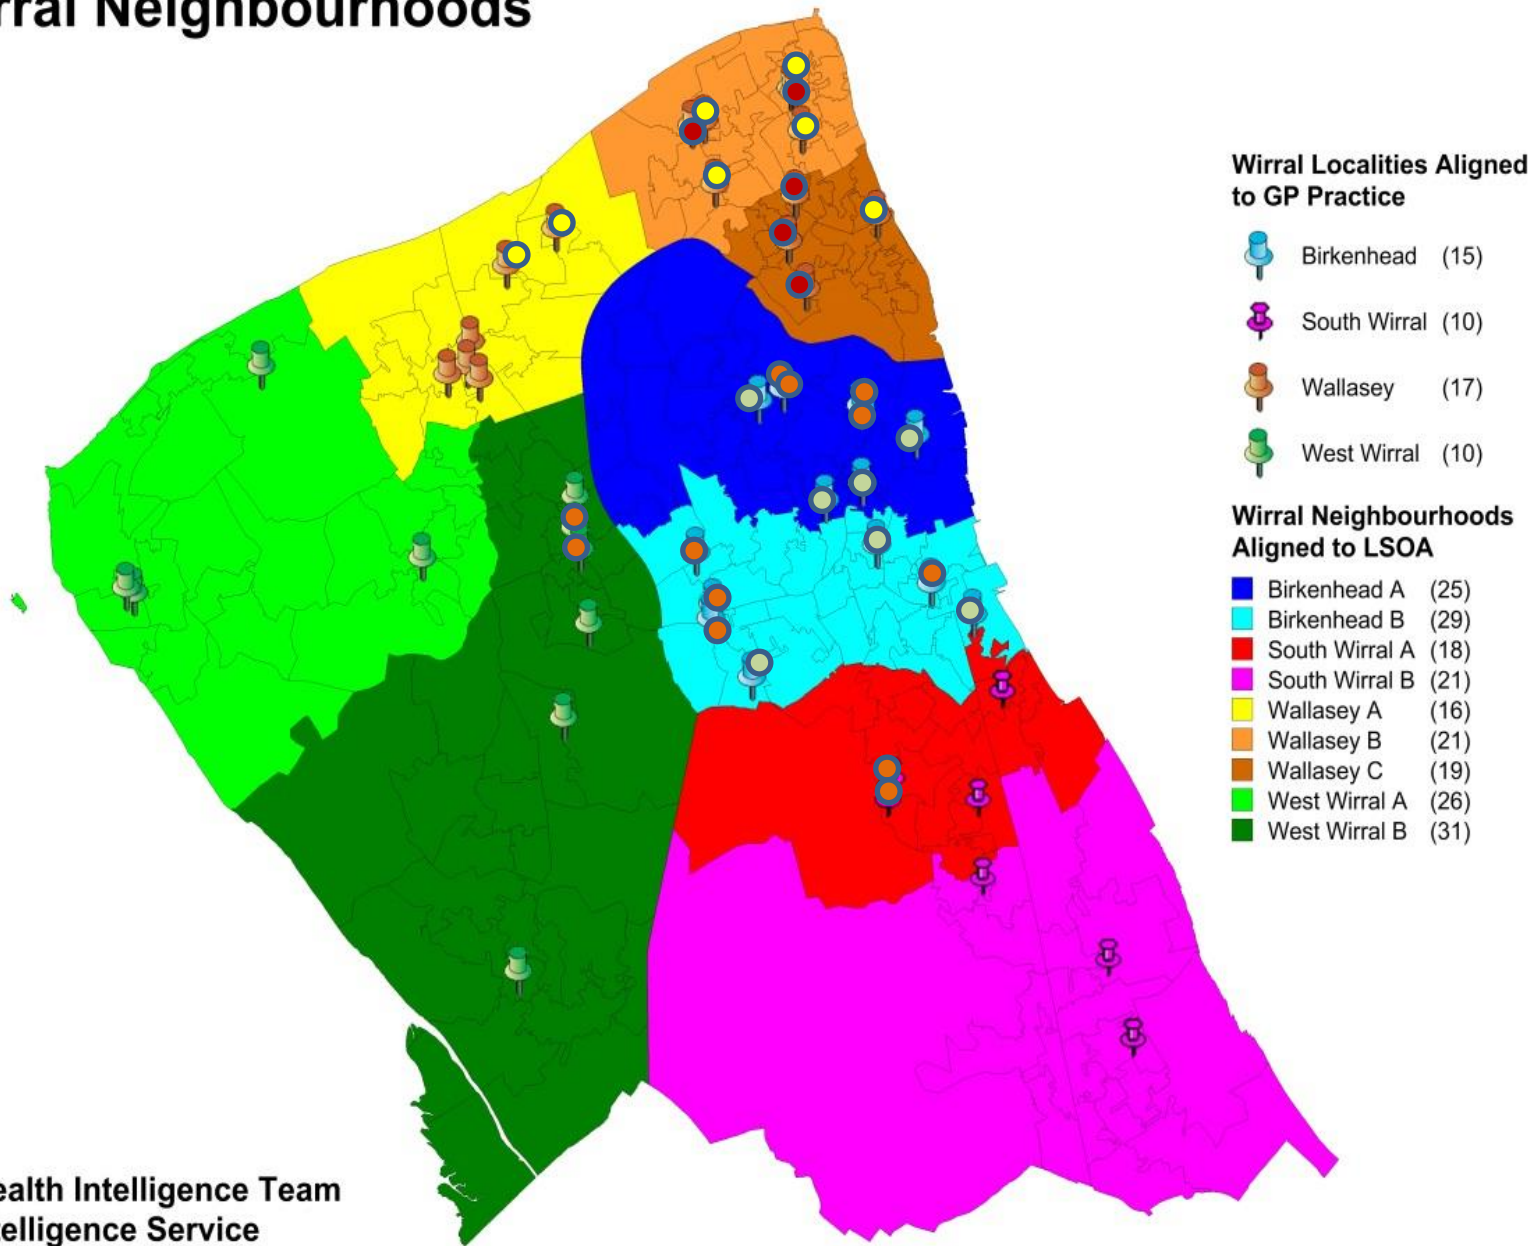 rral Neighbourhoods
Wirral Localities Aligned
to GP Practice
Birkenhead (15)
South Wirral (10)
Wallasey (17)
West Wirral (10)
Wirral Neighbourhoods
Aligned to LSOA
Birkenhead A (25)
Birkenhead B (29)
South Wirral A (18)
South Wirral B (21)
Wallasey A (16)
Wallasey B (21)
Wallasey C (19)
West Wirral A (26)
West Wirral B (31)
ealth Intelligence Team
telligence Service